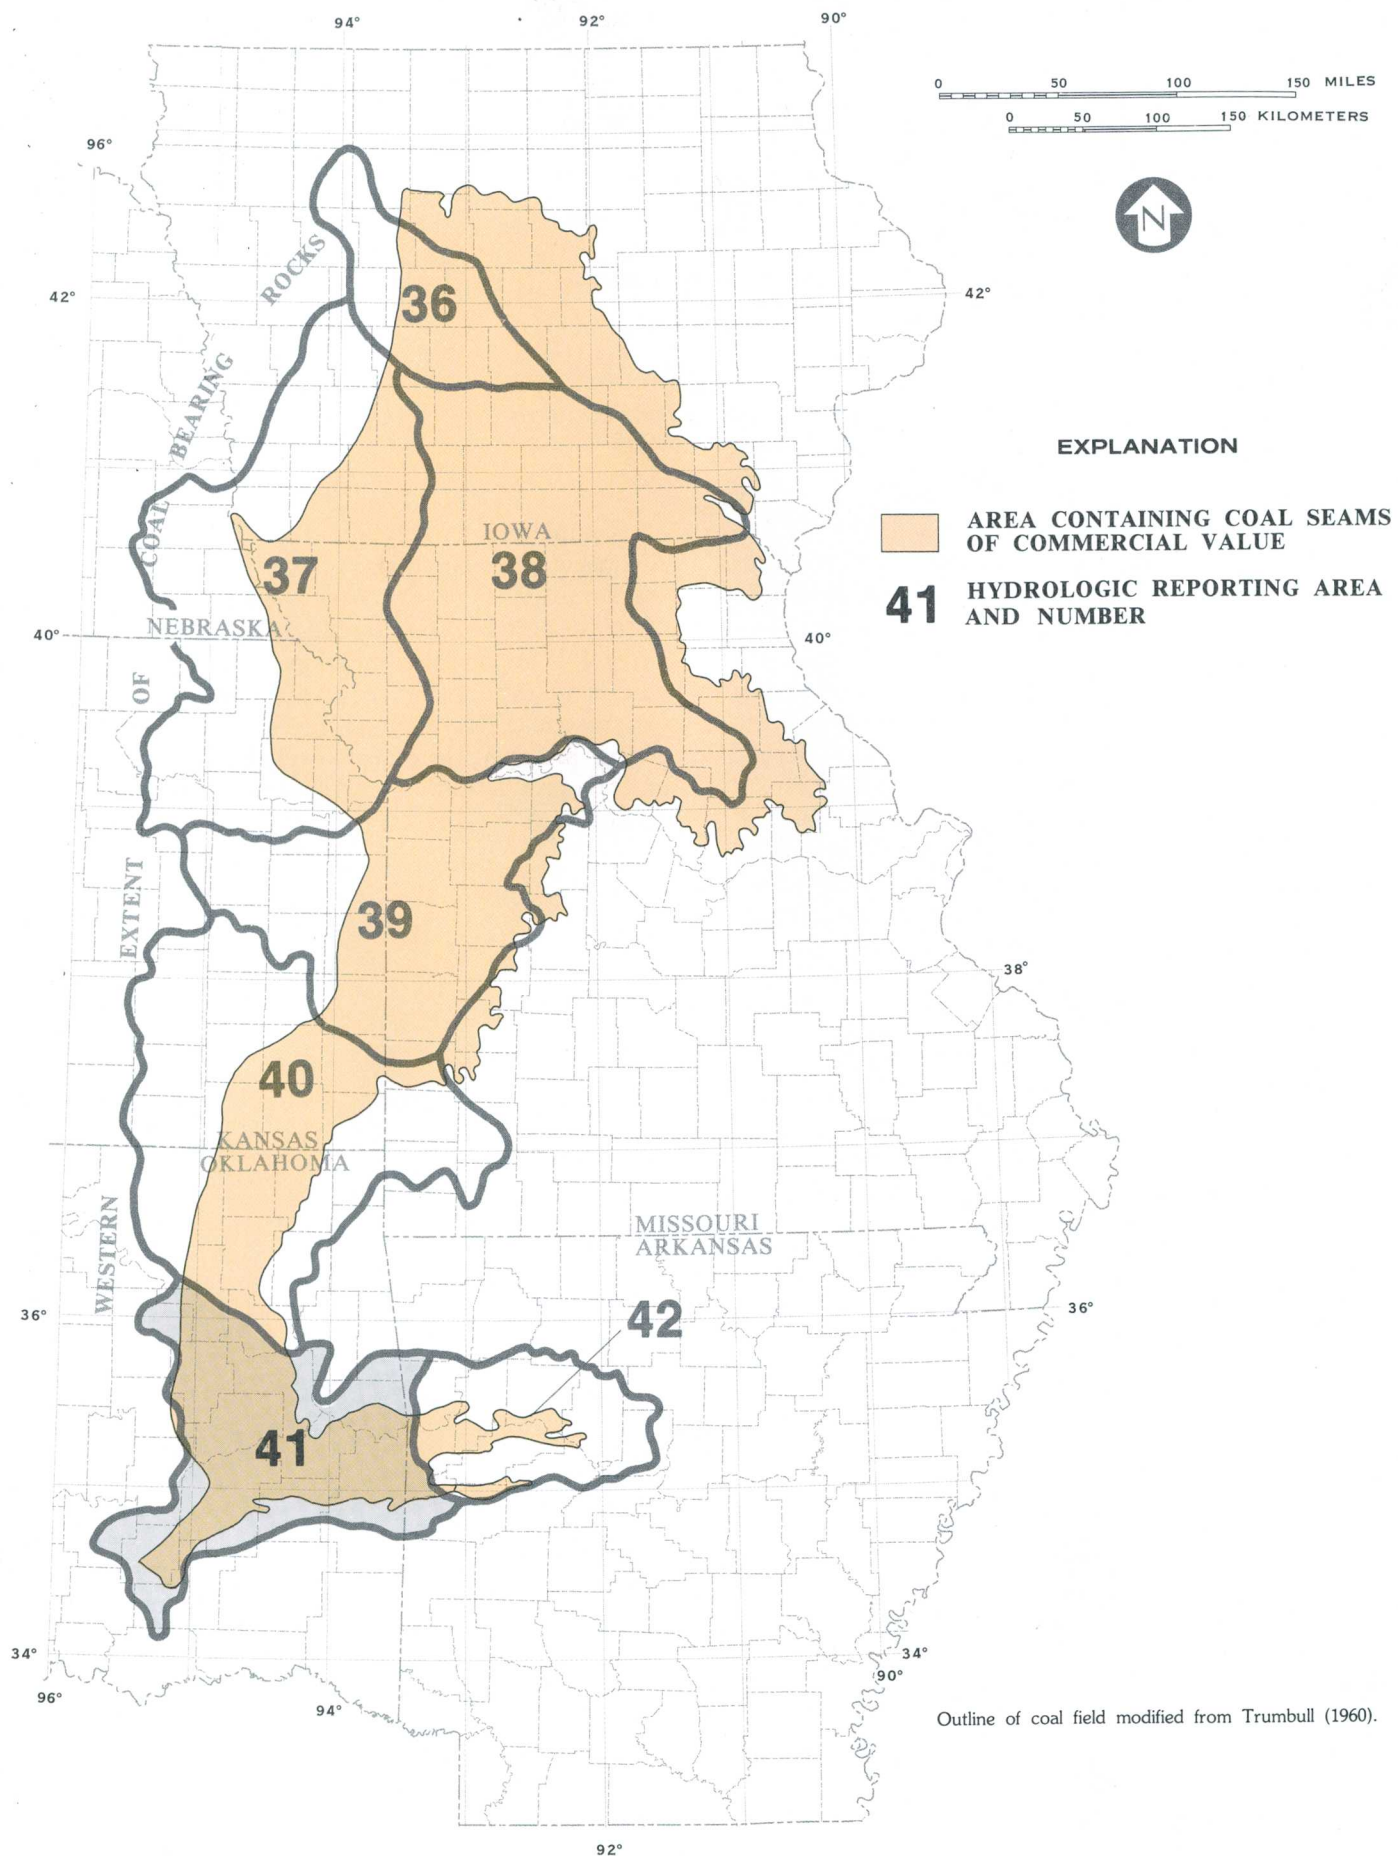 94°
92°
90°
0 50 100 150 MILES
0 50 100 150 KILOMETERS
96°
N
ROCKS
36
42°
42°
BEARING
EXPLANATION
COAL
IOWA
AREA CONTAINING COAL SEAMS
OF COMMERCIAL VALUE
37
38
41
HYDROLOGIC REPORTING AREA
AND NUMBER
NEBRASKA
40°
40°
OF
EXTENT
39
38°
40
KANSAS
OKLAHOMA
WESTERN
MISSOURI
ARKANSAS
36°
36°
42
41
34°
34°
90°
96°
94°
Outline of coal field modified from Trumbull (1960).
92°